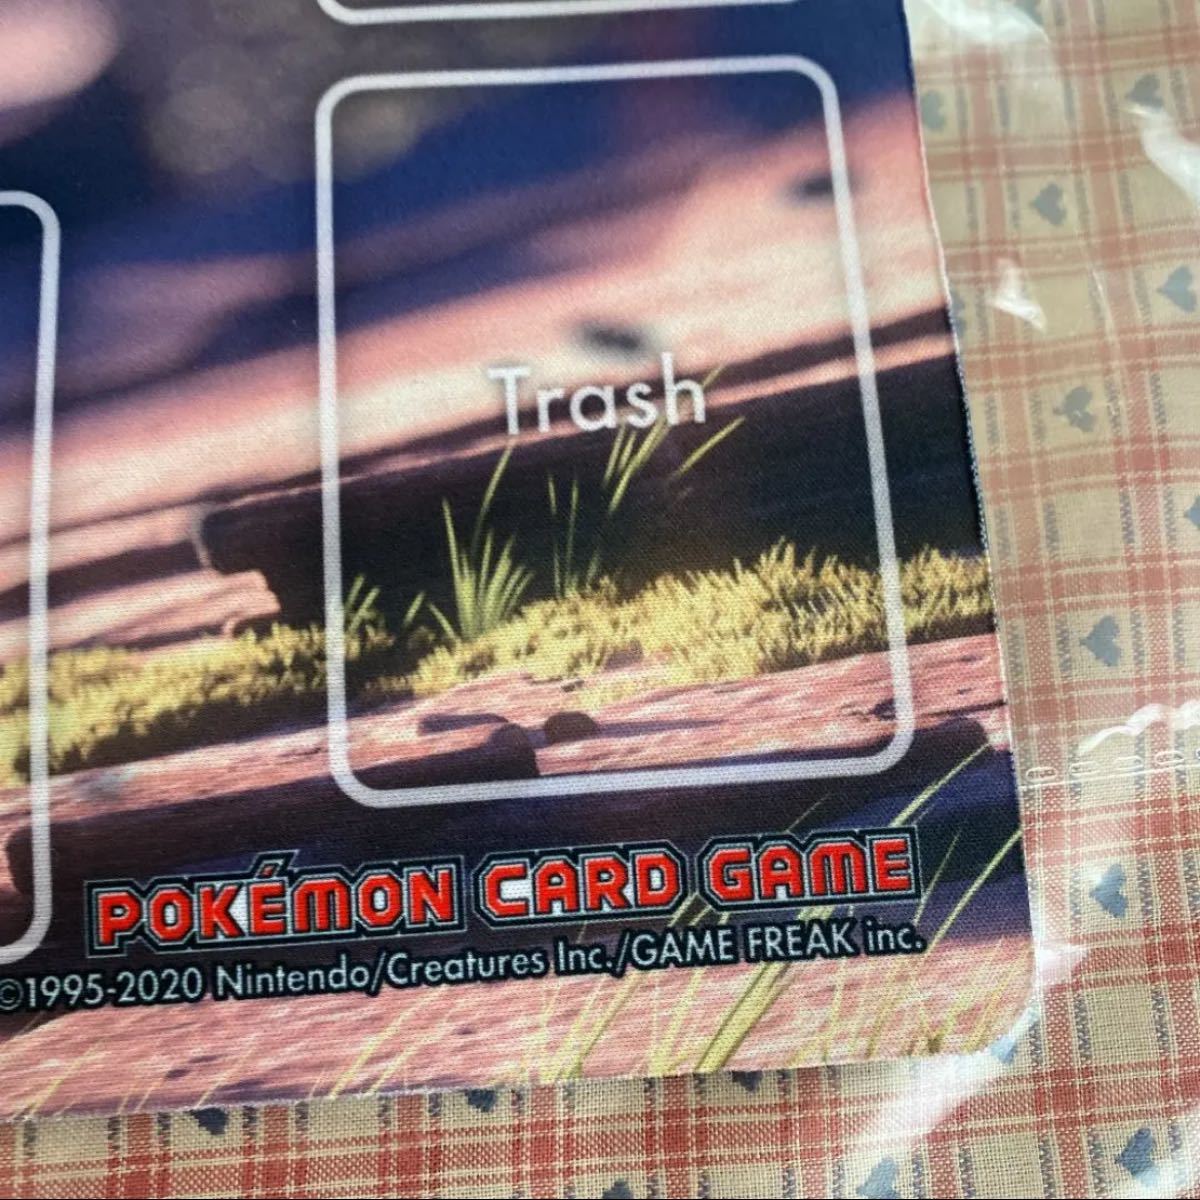 Trash
POKÉMON CARD GAME
©1995-2020 Nintendo/Creatures Inc./GAME FREAK inc.